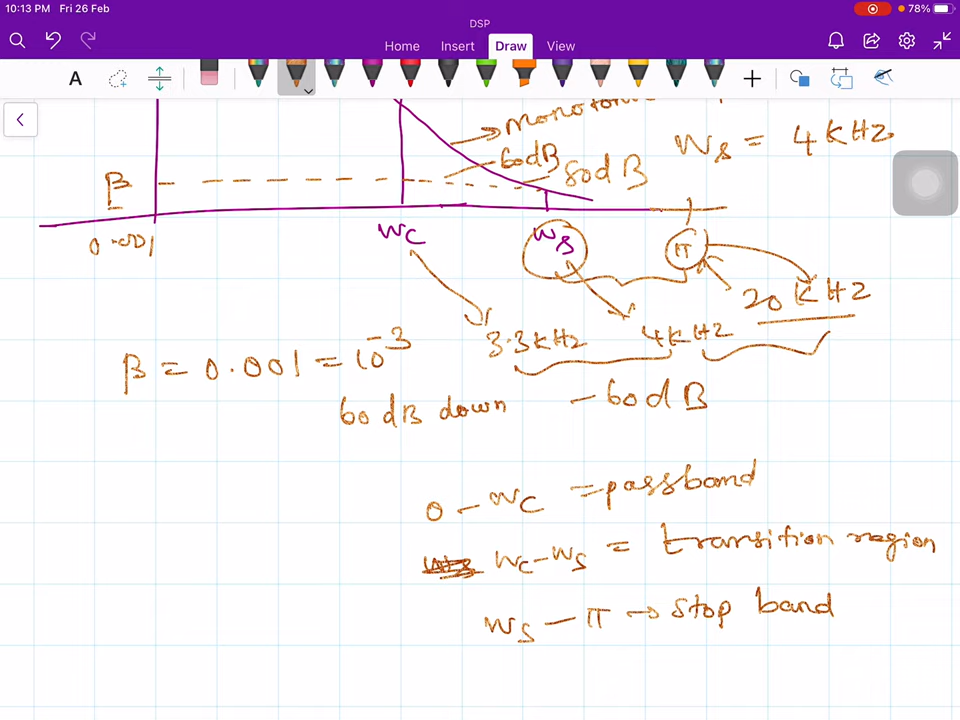 10:13 PM Fri 26 Feb
78%
DSP
Home Insert Draw View
A
Ws = 4 KHz
60dB
80dB
β
0.001
wc
ws
π
20 KHz
3.3kHz
4KHz
β = 0.001 = 10^-3
60 dB down
- 60 dB
0 - wc = passband
wc - ws = transition region
ws - π → stop band